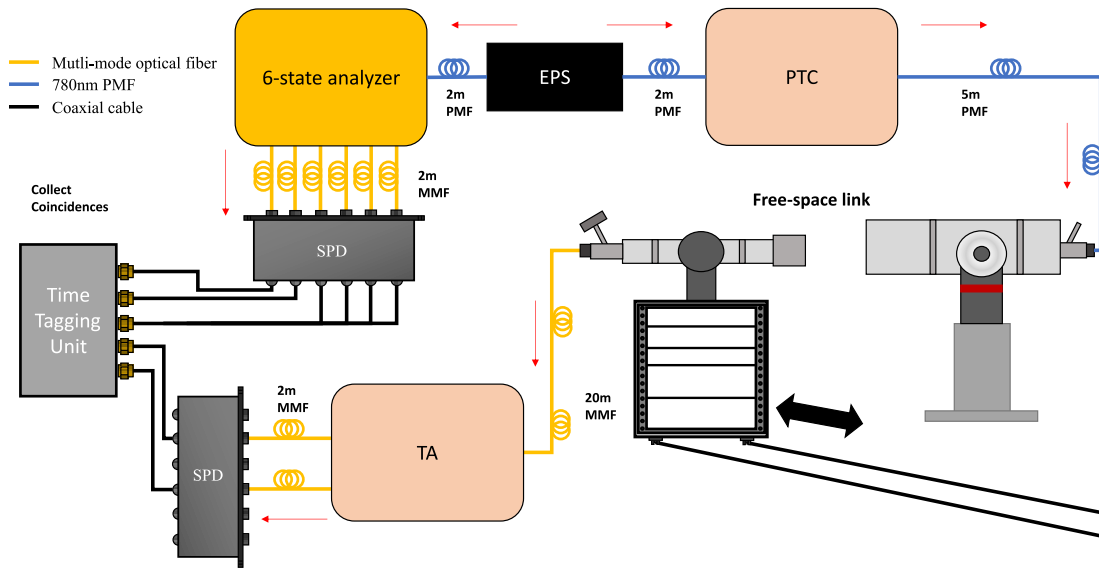 Mutli-mode optical fiber
780nm PMF
Coaxial cable
6-state analyzer
2m
PMF
EPS
2m
PMF
PTC
5m
PMF
2m
MMF
Collect
Coincidences
SPD
Free-space link
Time
Tagging
Unit
2m
MMF
SPD
TA
20m
MMF